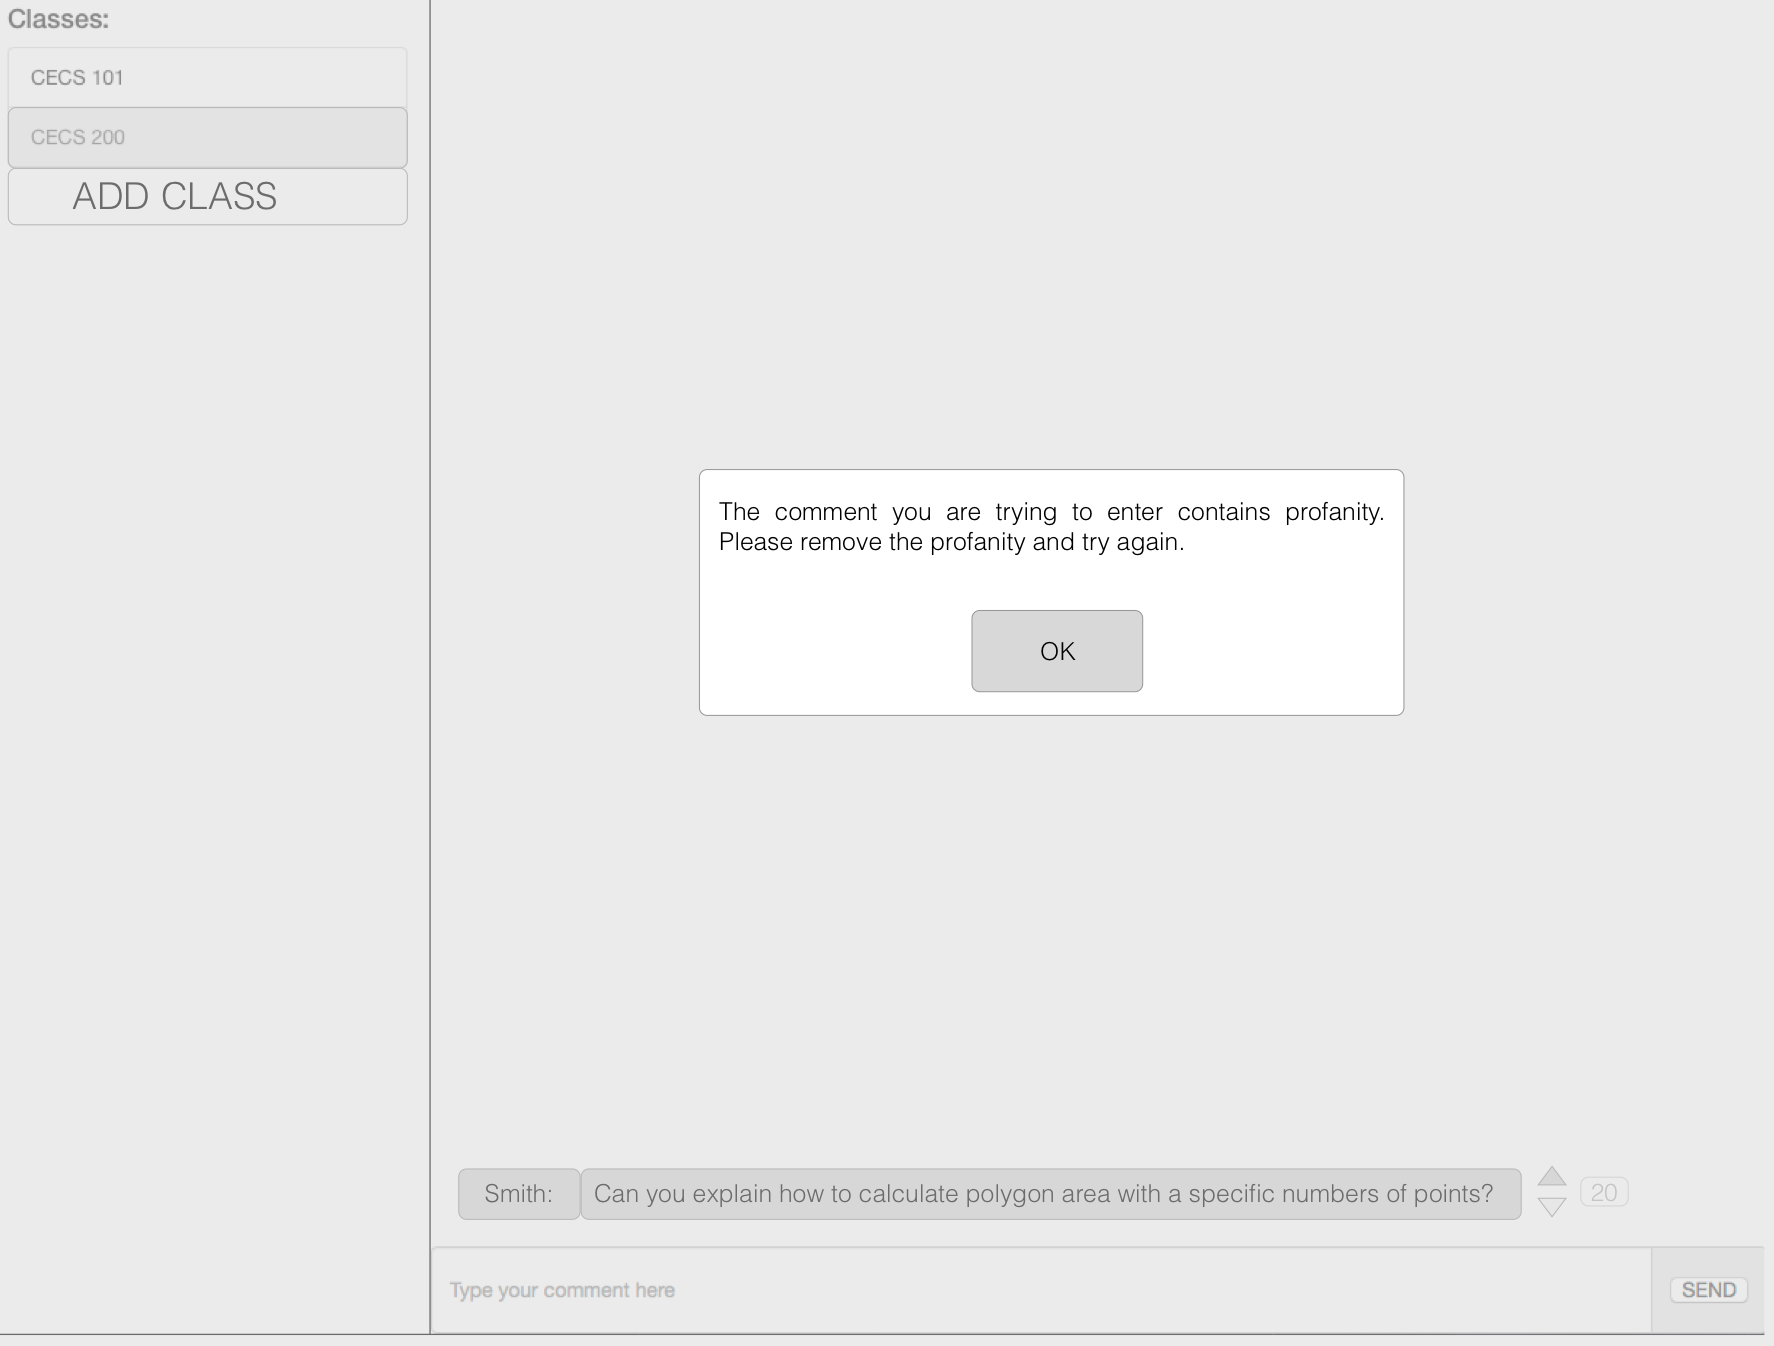 Classes:
CECS 101
CECS 200
ADD CLASS
The comment you are trying to enter contains profanity.
Please remove the profanity and try again.
OK
Smith:
Can you explain how to calculate polygon area with a specific numbers of points?
20
Type your comment here
SEND